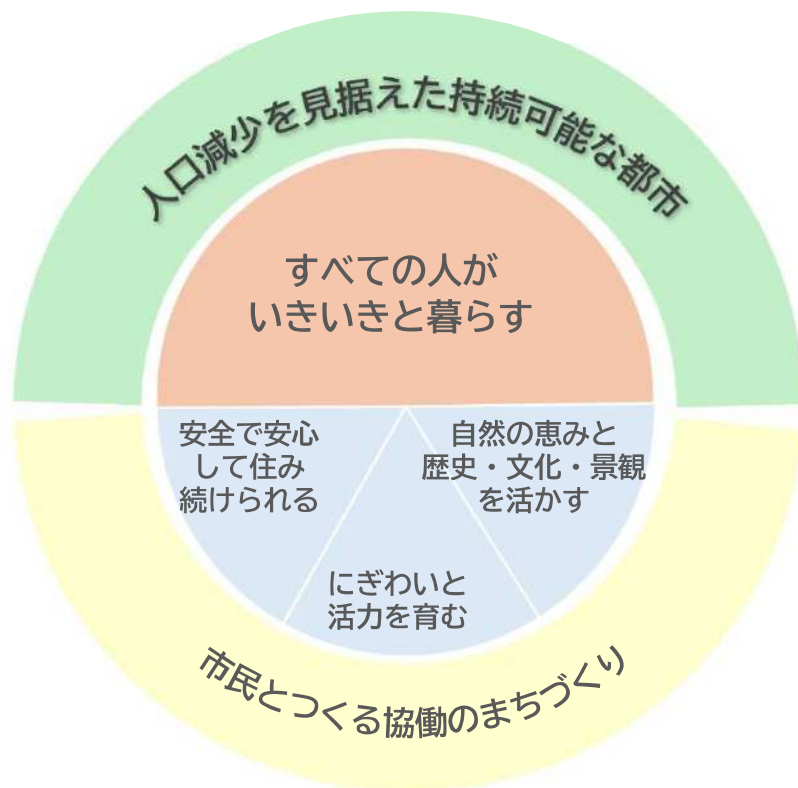 人口減少を見据えた持続可能な都市
すべての人が
いきいきと暮らす
安全で安心
して住み
続けられる
自然の恵みと
歴史・文化・景観
を活かす
にぎわいと
活力を育む
市民とつくる協働のまちづくり